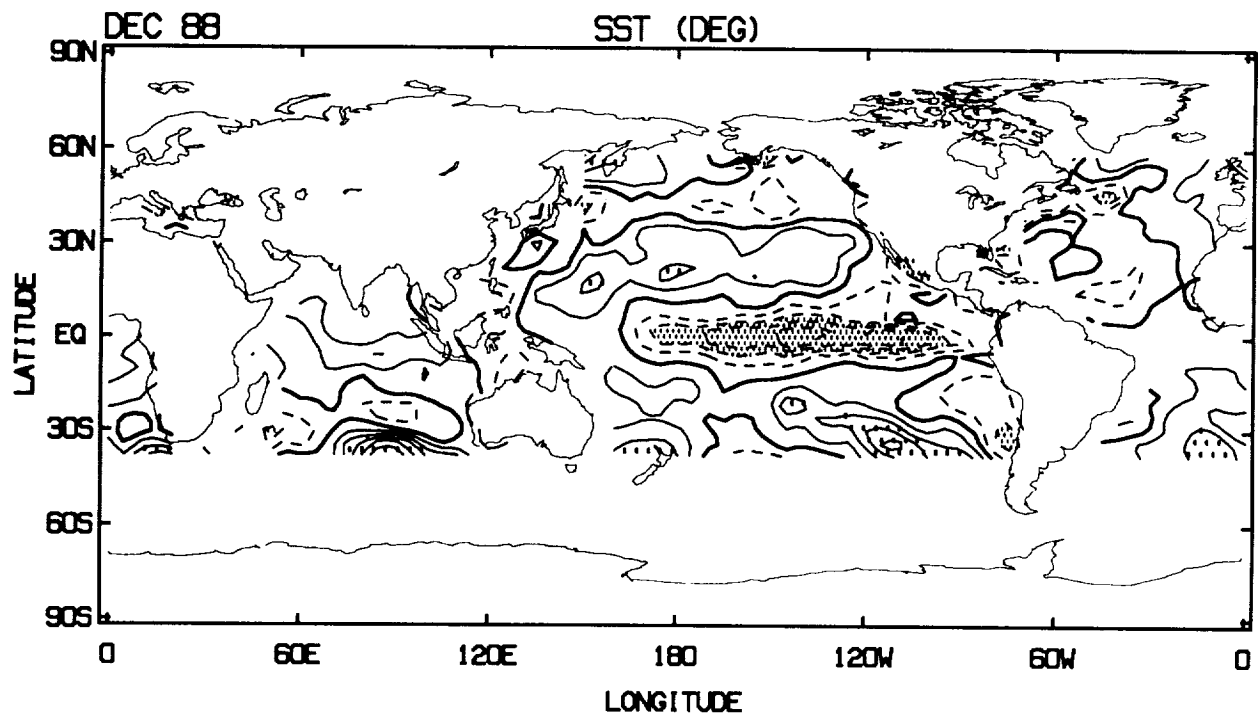 DEC 88 SST (DEG)
90N
60N
30N
EQ
30S
60S
90S
LATITUDE
0 60E 120E 180 120W 60W 0
LONGITUDE